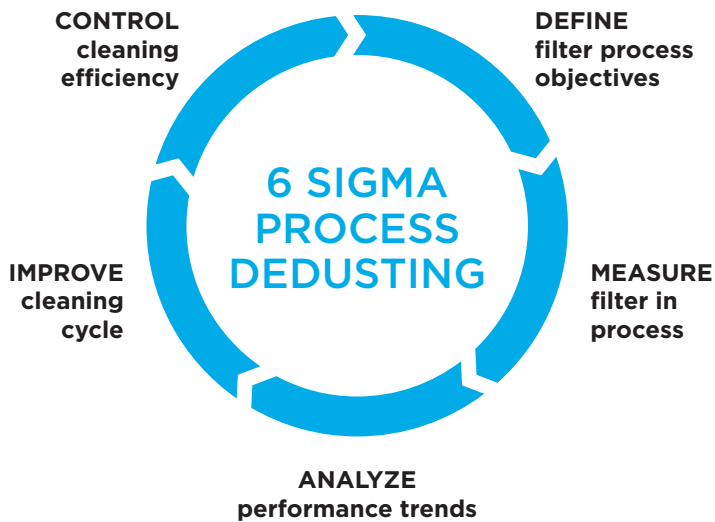 6 SIGMA
PROCESS
DEDUSTING
DEFINE
filter process
objectives
MEASURE
filter in
process
ANALYZE
performance trends
IMPROVE
cleaning
cycle
CONTROL
cleaning
efficiency